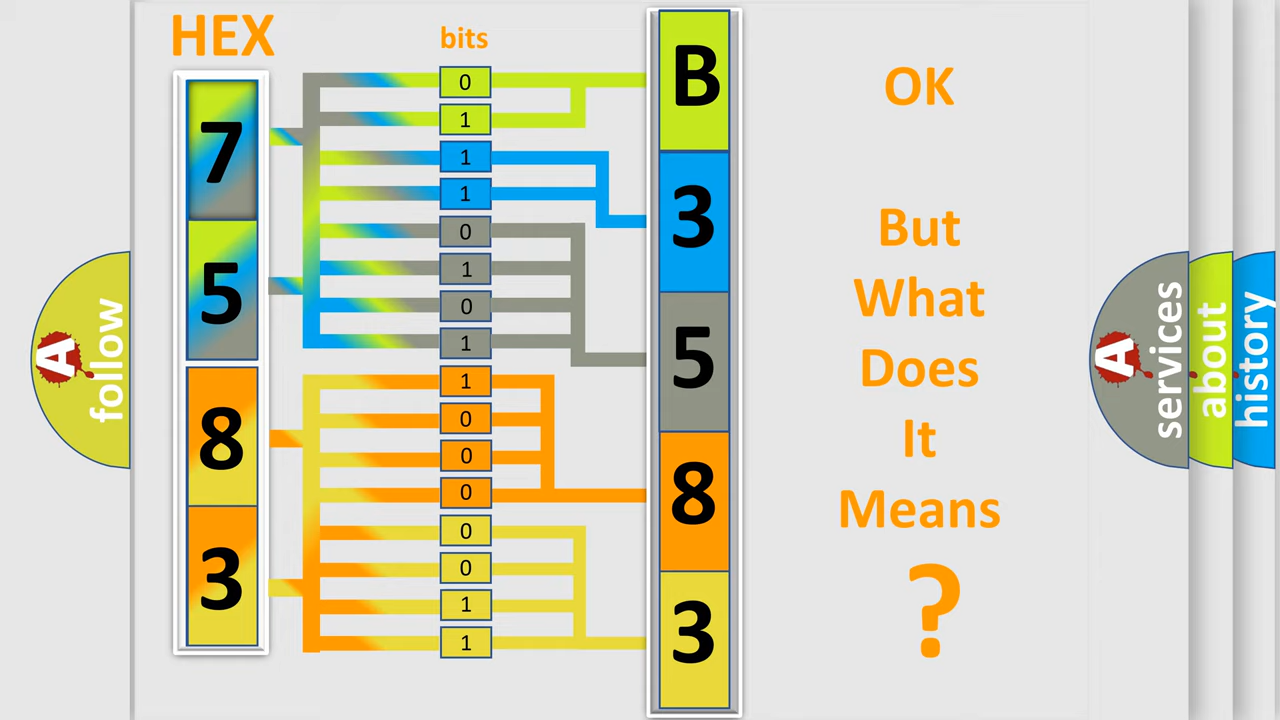 HEX
bits
7
5
8
3
0
1
1
1
0
1
0
1
1
0
0
0
0
0
1
1
B
3
5
8
3
OK
But
What
Does
It
Means
?
A
follow
A
services
about
history